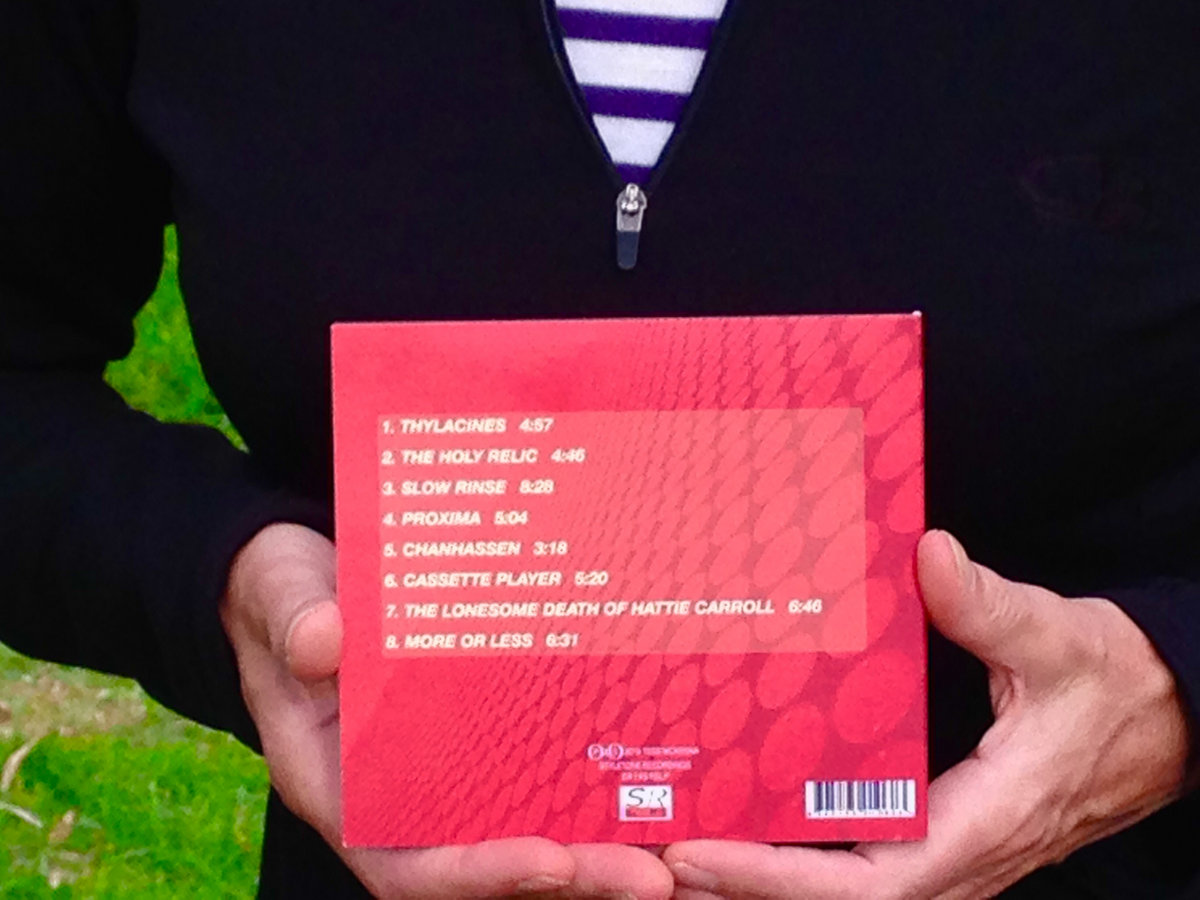 1. THYLACINES 4:57
2. THE HOLY RELIC 4:46
3. SLOW RINSE 8:28
4. PROXIMA 5:04
5. CHANHASSEN 3:18
6. CASSETTE PLAYER 5:20
7. THE LONESOME DEATH OF HATTIE CARROLL 6:46
8. MORE OR LESS 6:31
RECORDINGS
SR